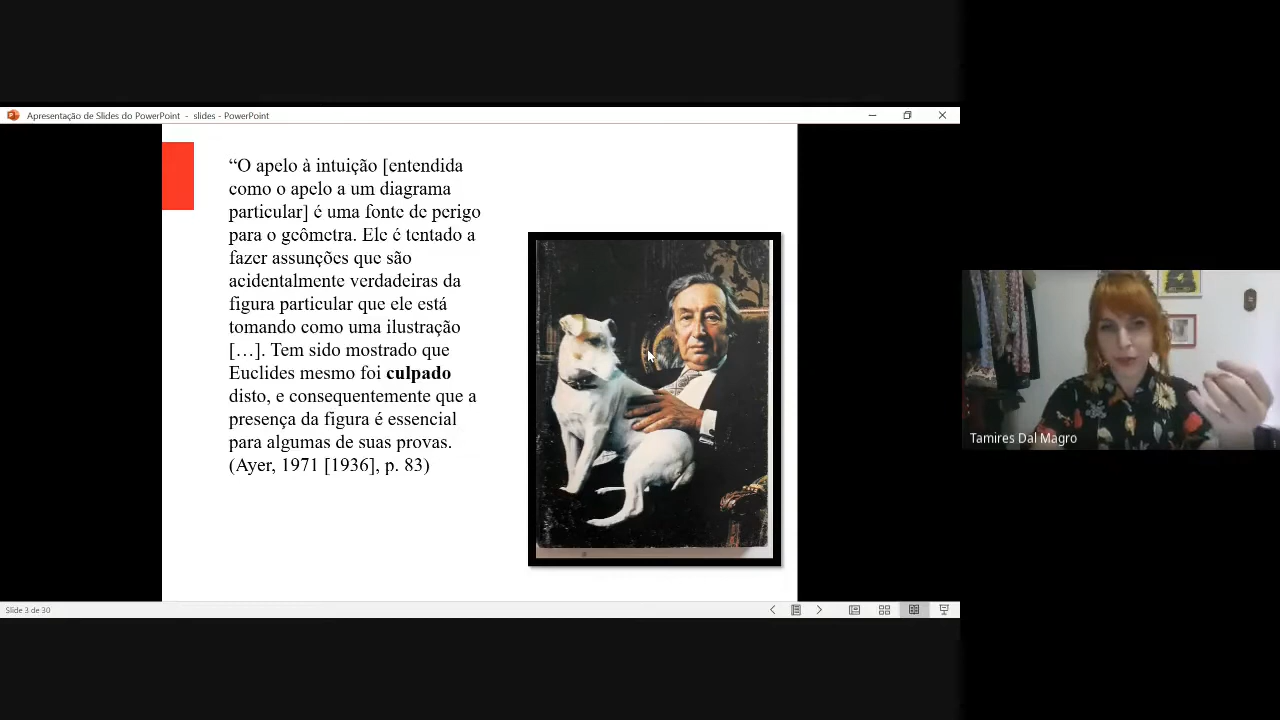 Apresentação de Slides do PowerPoint - slides - PowerPoint
“O apelo à intuição [entendida
como o apelo a um diagrama
particular] é uma fonte de perigo
para o geômetra. Ele é tentado a
fazer assunções que são
acidentalmente verdadeiras da
figura particular que ele está
tomando como uma ilustração
[…]. Tem sido mostrado que
Euclides mesmo foi culpado
disto, e consequentemente que a
presença da figura é essencial
para algumas de suas provas.
(Ayer, 1971 [1936], p. 83)
Tamires Dal Magro
Slide 3 de 30